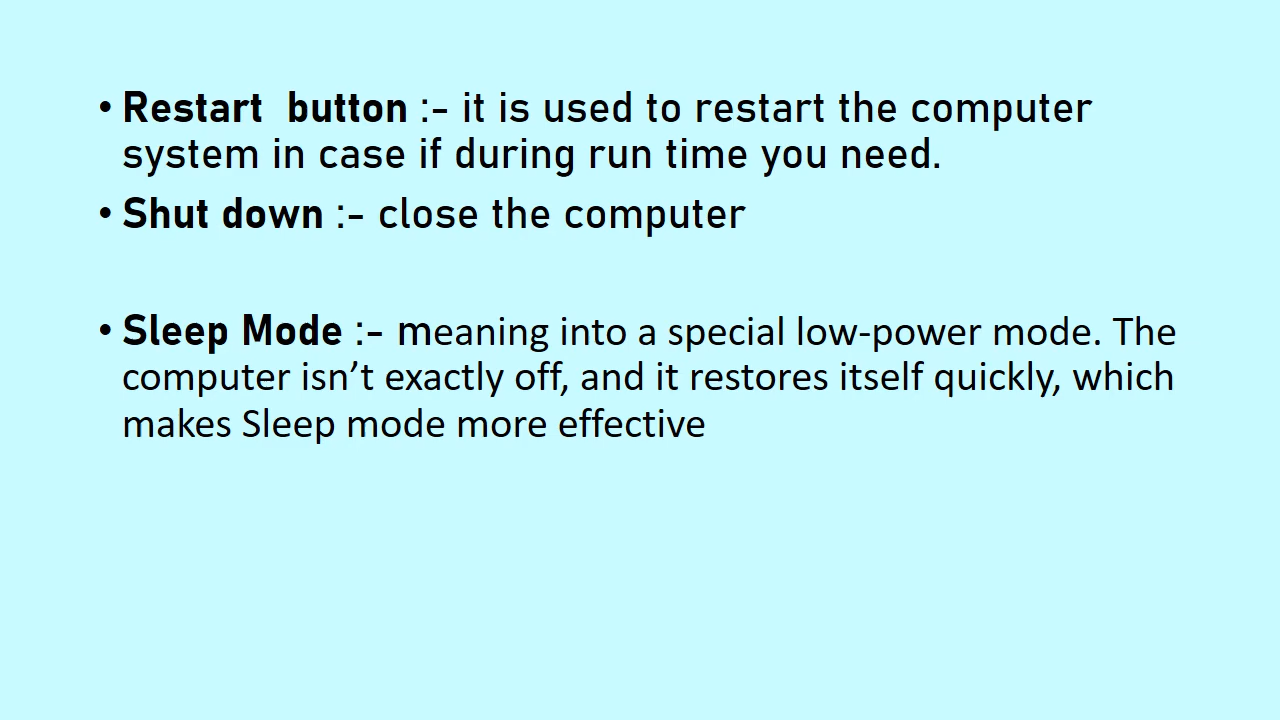 • Restart  button :- it is used to restart the computer
system in case if during run time you need.
• Shut down :- close the computer
• Sleep Mode :- meaning into a special low-power mode. The
computer isn’t exactly off, and it restores itself quickly, which
makes Sleep mode more effective